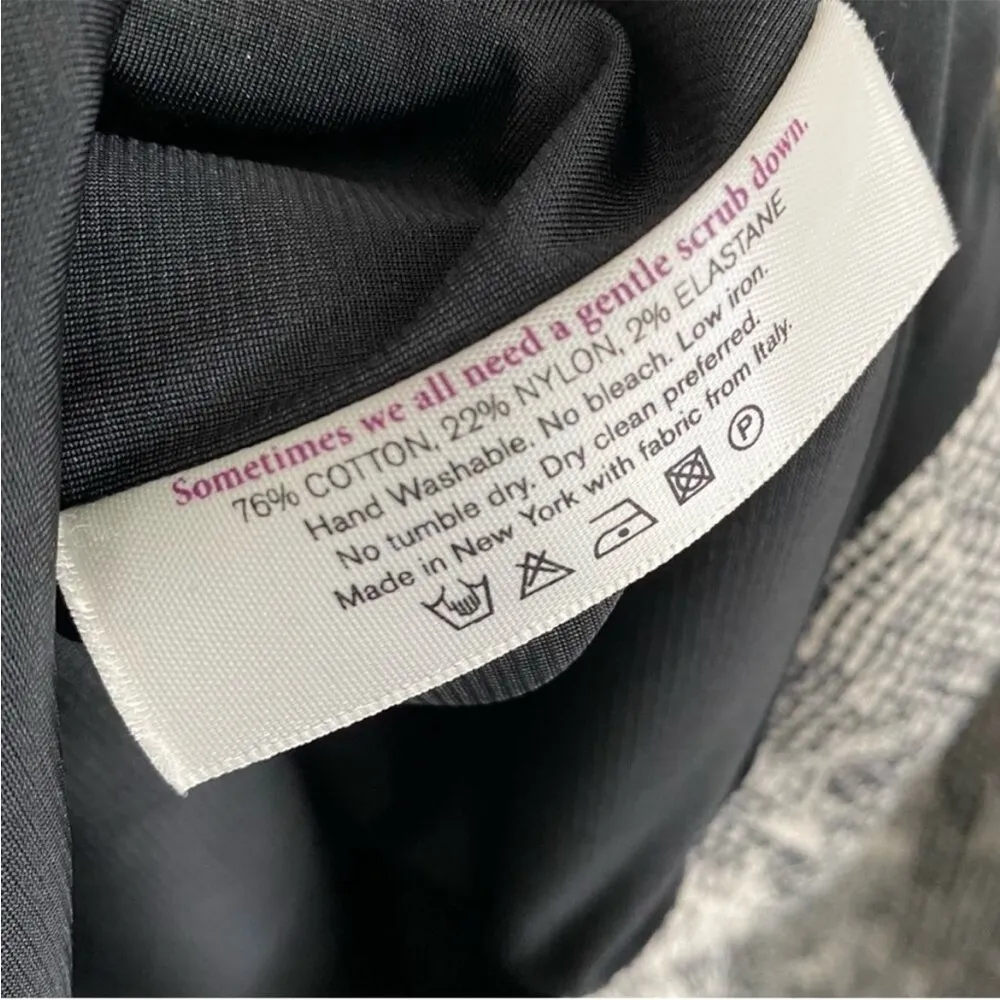 Sometimes we all need a gentle scrub down.
76% COTTON, 22% NYLON, 2% ELASTANE
Hand Washable. No bleach. Low iron.
No tumble dry. Dry clean preferred.
Made in New York with fabric from Italy.
P